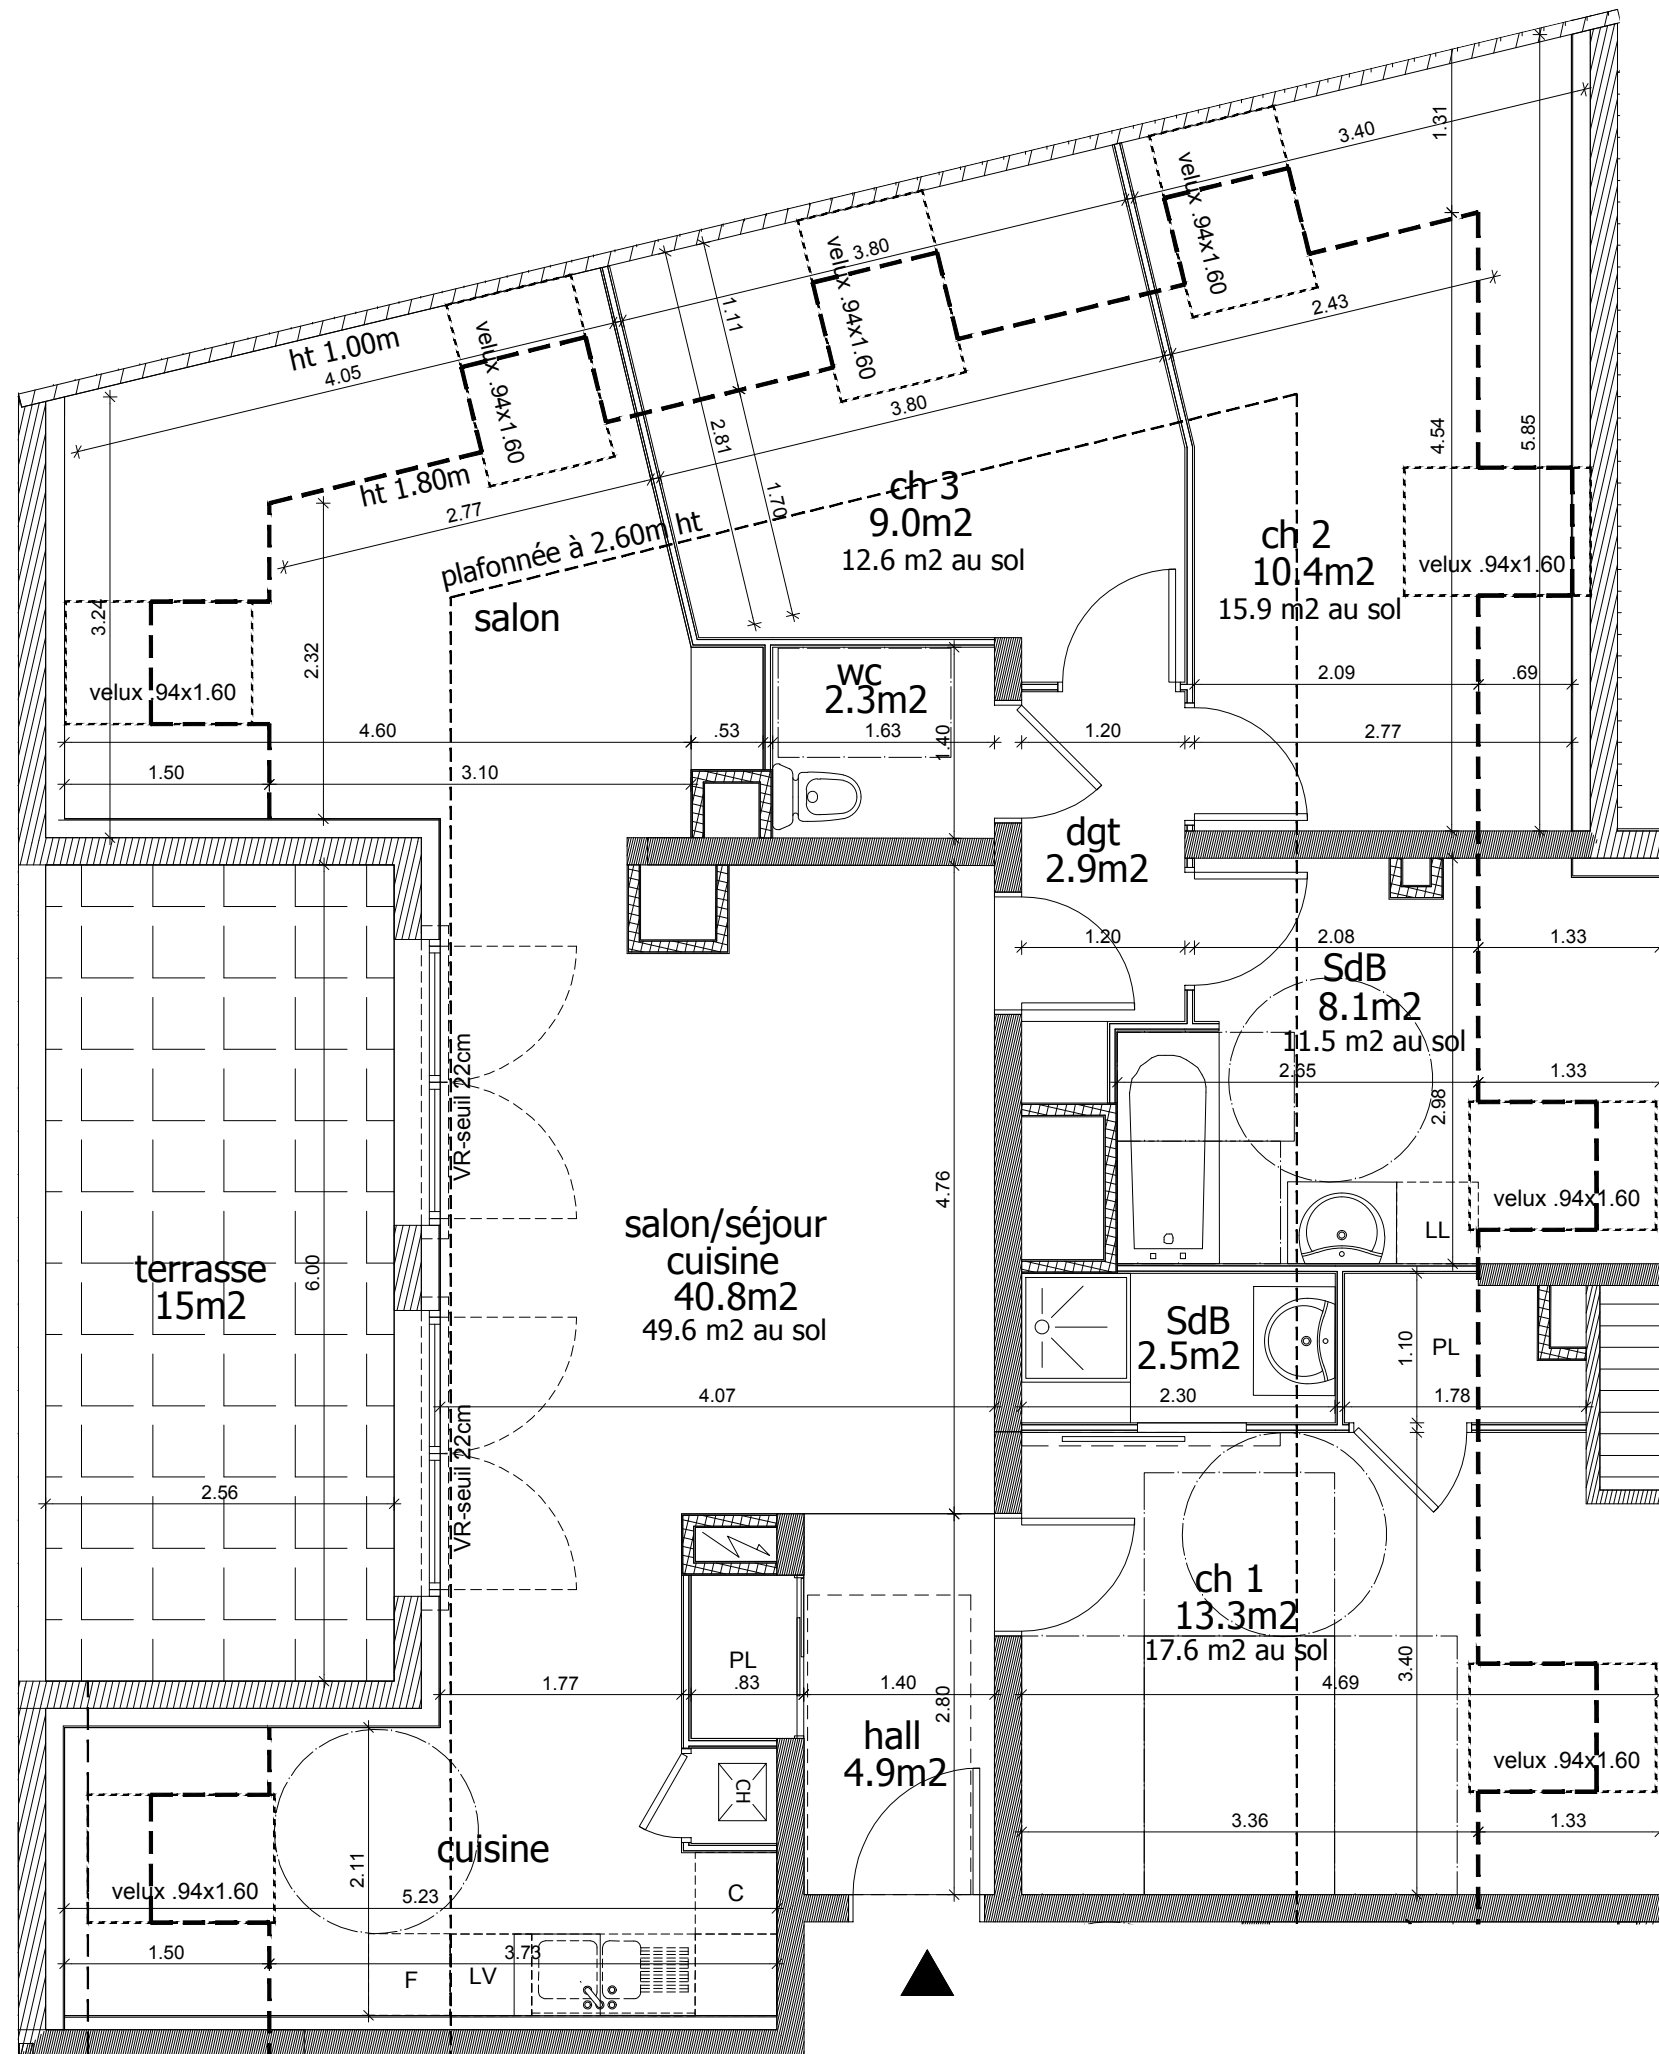 3.40
1.31
velux .94x1.60
3.80
velux .94x1.60
1.11
2.43
ht 1.00m
4.05
velux .94x1.60
3.80
2.81
4.54
5.85
ht 1.80m
2.77
1.70
ch 3
9.0m2
12.6 m2 au sol
plafonnée à 2.60m ht
ch 2
10.4m2
15.9 m2 au sol
velux .94x1.60
salon
3.24
2.32
velux .94x1.60
wc
2.3m2
2.09
.69
4.60
.53
1.63
1.40
1.20
2.77
1.50
3.10
dgt
2.9m2
1.20
2.08
1.33
SdB
8.1m2
11.5 m2 au sol
2.65
1.33
2.98
VR-seuil 22cm
4.76
velux .94x1.60
LL
salon/séjour
cuisine
40.8m2
49.6 m2 au sol
terrasse
15m2
6.00
SdB
2.5m2
1.10
PL
4.07
2.30
1.78
VR-seuil 22cm
2.56
ch 1
13.3m2
17.6 m2 au sol
PL
1.77
.83
1.40
2.80
4.69
3.40
hall
4.9m2
velux .94x1.60
CH
3.36
1.33
cuisine
2.11
velux .94x1.60
5.23
C
1.50
3.73
F
LV